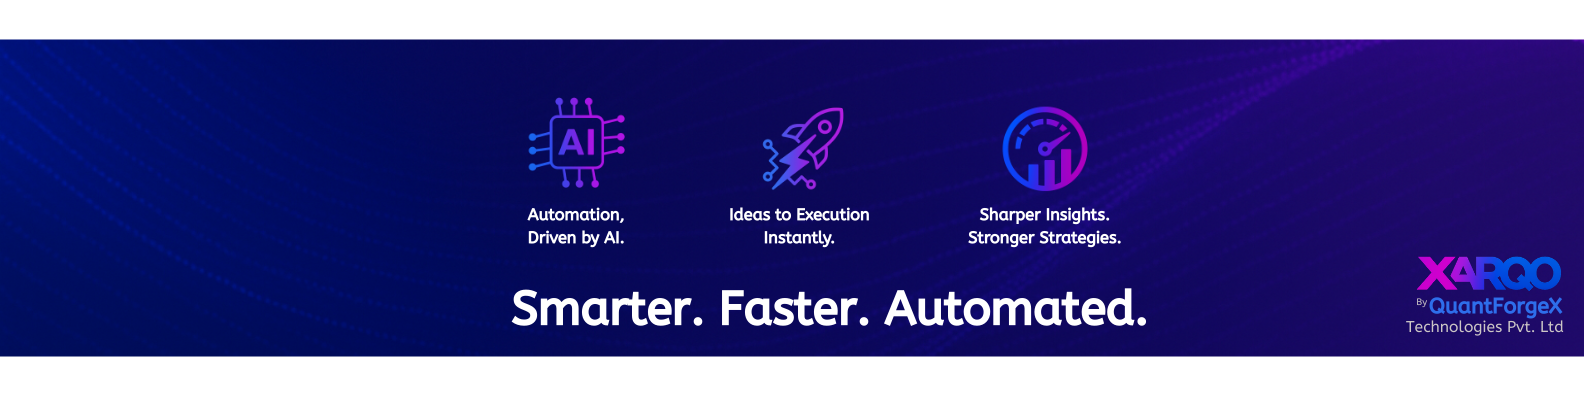 AI
Automation,
Driven by AI.
Ideas to Execution
Instantly.
Sharper Insights.
Stronger Strategies.
Smarter. Faster. Automated.
XARQO
By QuantForgeX
Technologies Pvt. Ltd